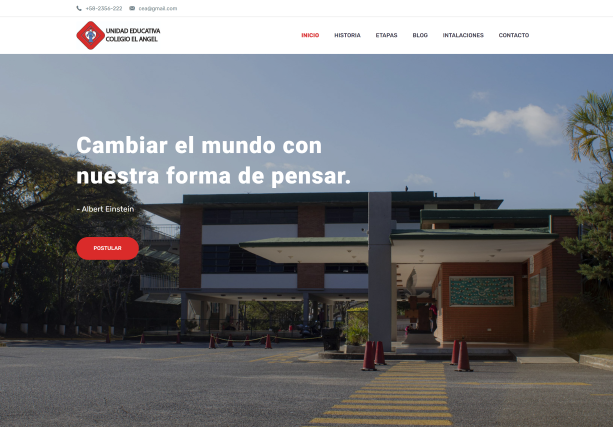 +58-2356-222 cea@gmail.com
UNIDAD EDUCATIVA
COLEGIO EL ANGEL
INICIO HISTORIA ETAPAS BLOG INTALACIONES CONTACTO
Cambiar el mundo con
nuestra forma de pensar.
- Albert Einstein
POSTULAR